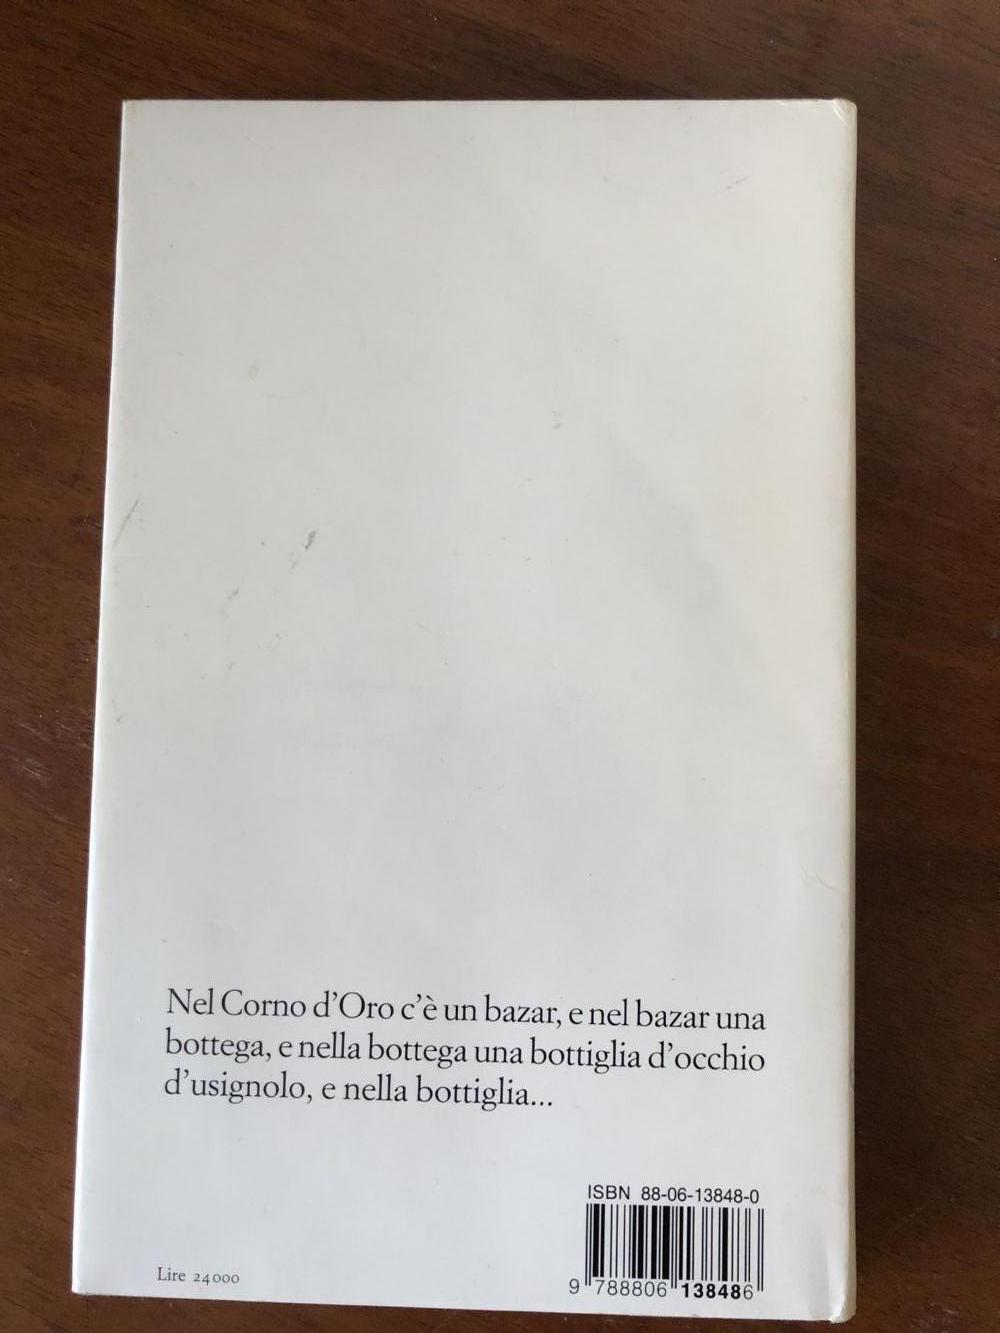 Nel Corno d'Oro c'è un bazar, e nel bazar una
bottega, e nella bottega una bottiglia d'occhio
d'usignolo, e nella bottiglia...
ISBN 88-06-13848-0
9 788806 138486
Lire 24000